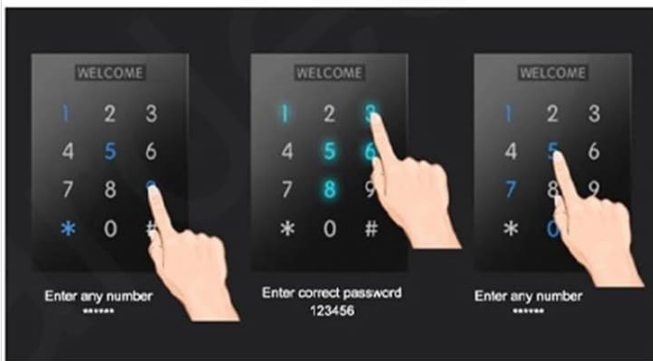 WELCOME
1 2 3
4 5 6
7 8 9
* 0 #
Enter any number
******
WELCOME
1 2 3
4 5 6
7 8 9
* 0 #
Enter correct password
123456
WELCOME
1 2 3
4 5 6
7 8 9
* 0
Enter any number
******